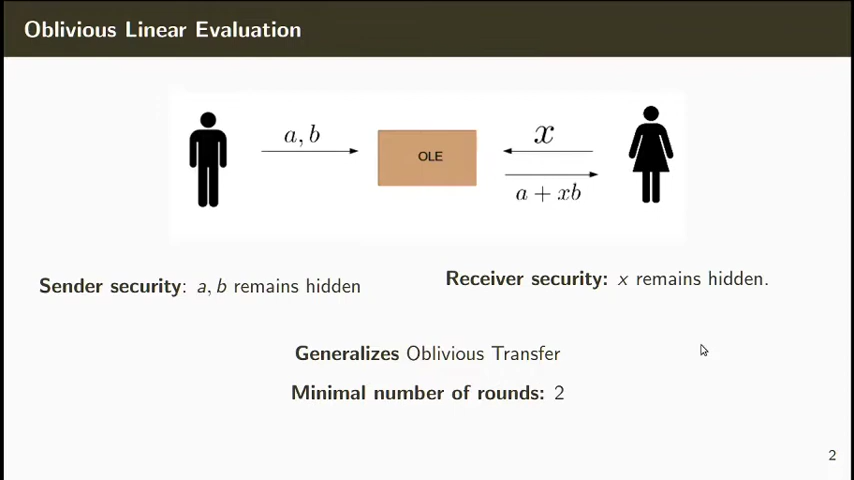 Oblivious Linear Evaluation
a, b
OLE
x
a + xb
Sender security: a, b remains hidden
Receiver security: x remains hidden.
Generalizes Oblivious Transfer
Minimal number of rounds: 2
2